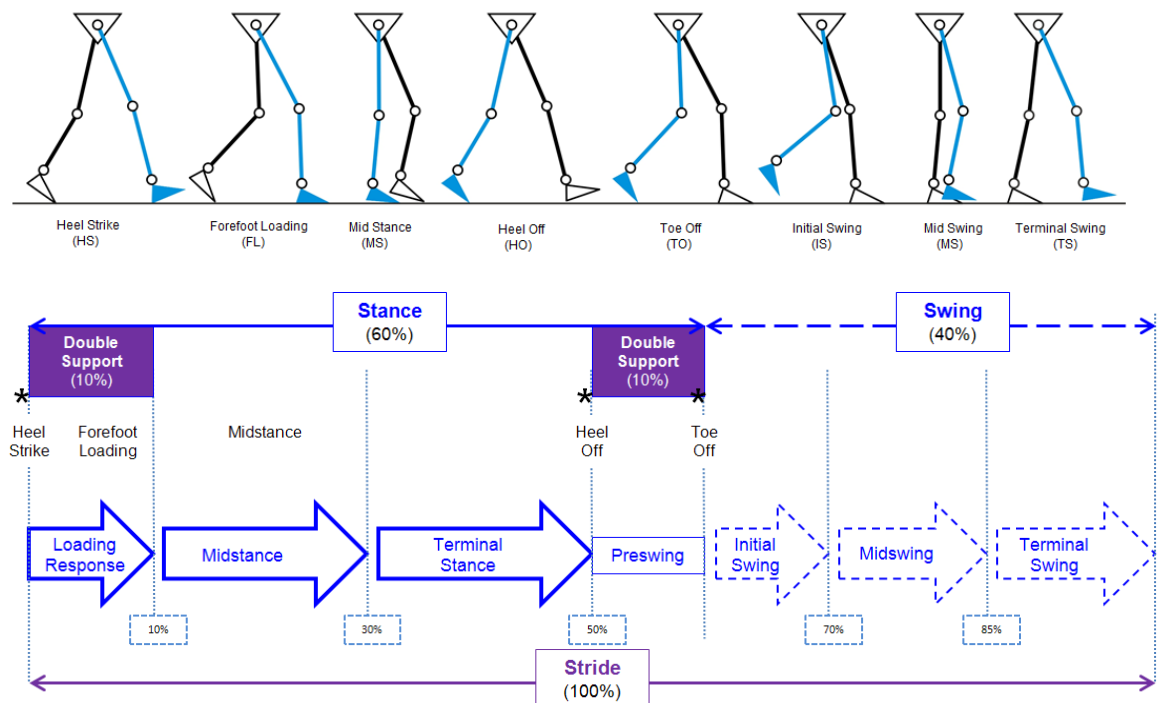 Heel Strike
(HS)
Forefoot Loading
(FL)
Mid Stance
(MS)
Heel Off
(HO)
Toe Off
(TO)
Initial Swing
(IS)
Mid Swing
(MS)
Terminal Swing
(TS)
Stance
(60%)
Swing
(40%)
Double
Support
(10%)
Double
Support
(10%)
*
*
*
Heel
Strike
Forefoot
Loading
Midstance
Heel
Off
Toe
Off
Loading
Response
Midstance
Terminal
Stance
Preswing
Initial
Swing
Midswing
Terminal
Swing
10%
30%
50%
70%
85%
Stride
(100%)